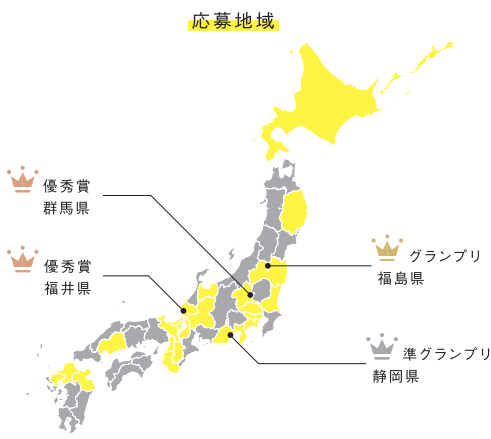 応募地域
優秀賞
群馬県
優秀賞
福井県
グランプリ
福島県
準グランプリ
静岡県